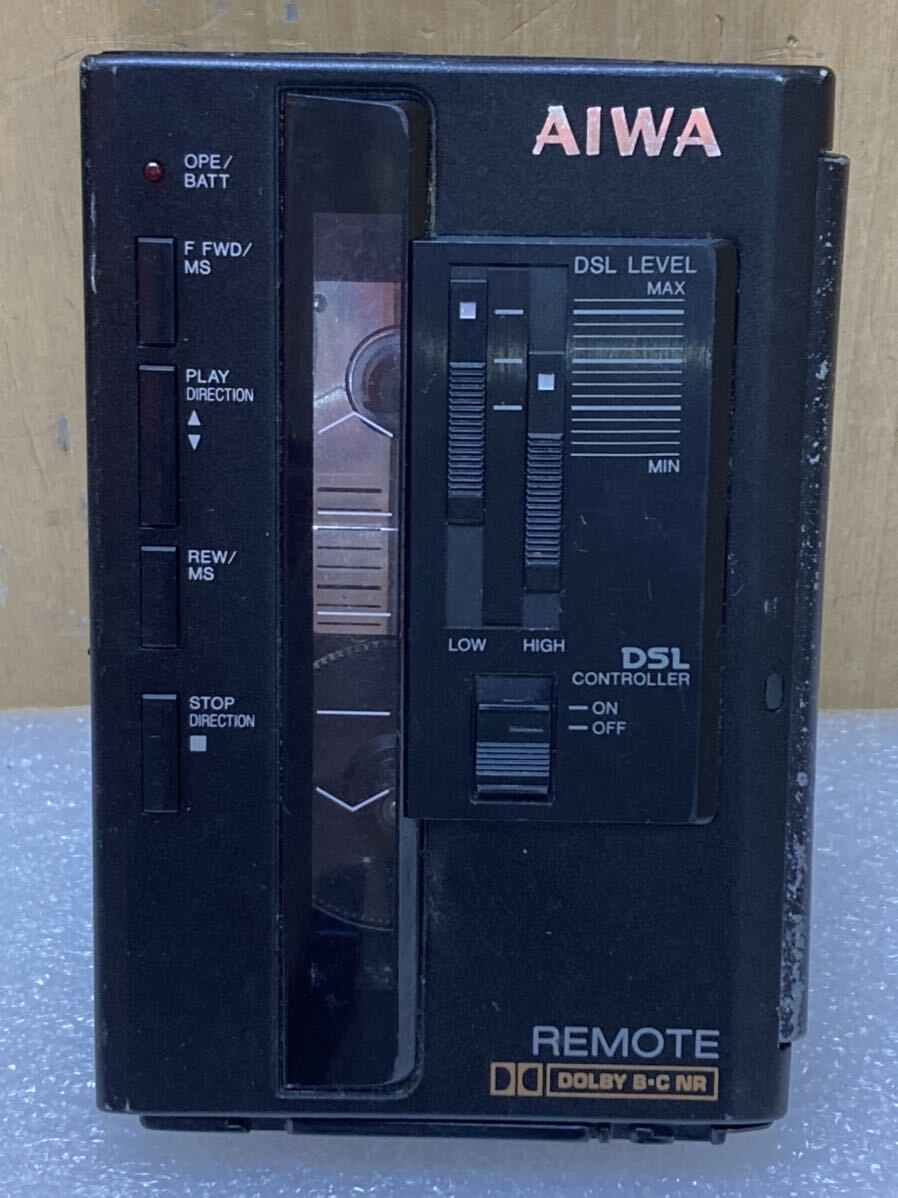 AIWA
OPE/
BATT
F FWD/
MS
PLAY
DIRECTION
REW/
MS
STOP
DIRECTION
DSL LEVEL
MAX
MIN
LOW HIGH
DSL
CONTROLLER
ON
OFF
REMOTE
DOLBY B•C NR